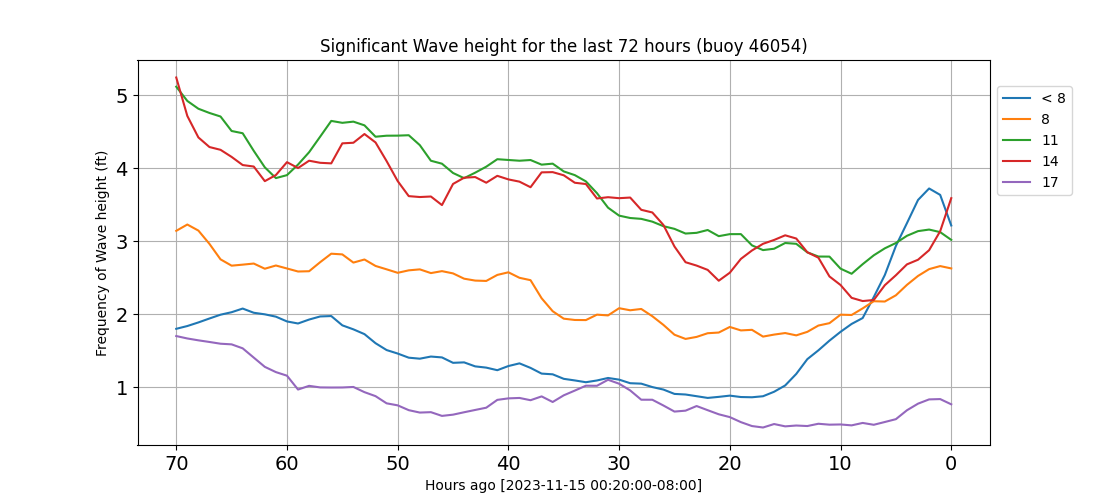 Significant Wave height for the last 72 hours (buoy 46054)
Frequency of Wave height (ft)
5
4
3
2
1
70 60 50 40 30 20 10 0
Hours ago [2023-11-15 00:20:00-08:00]
< 8
8
11
14
17